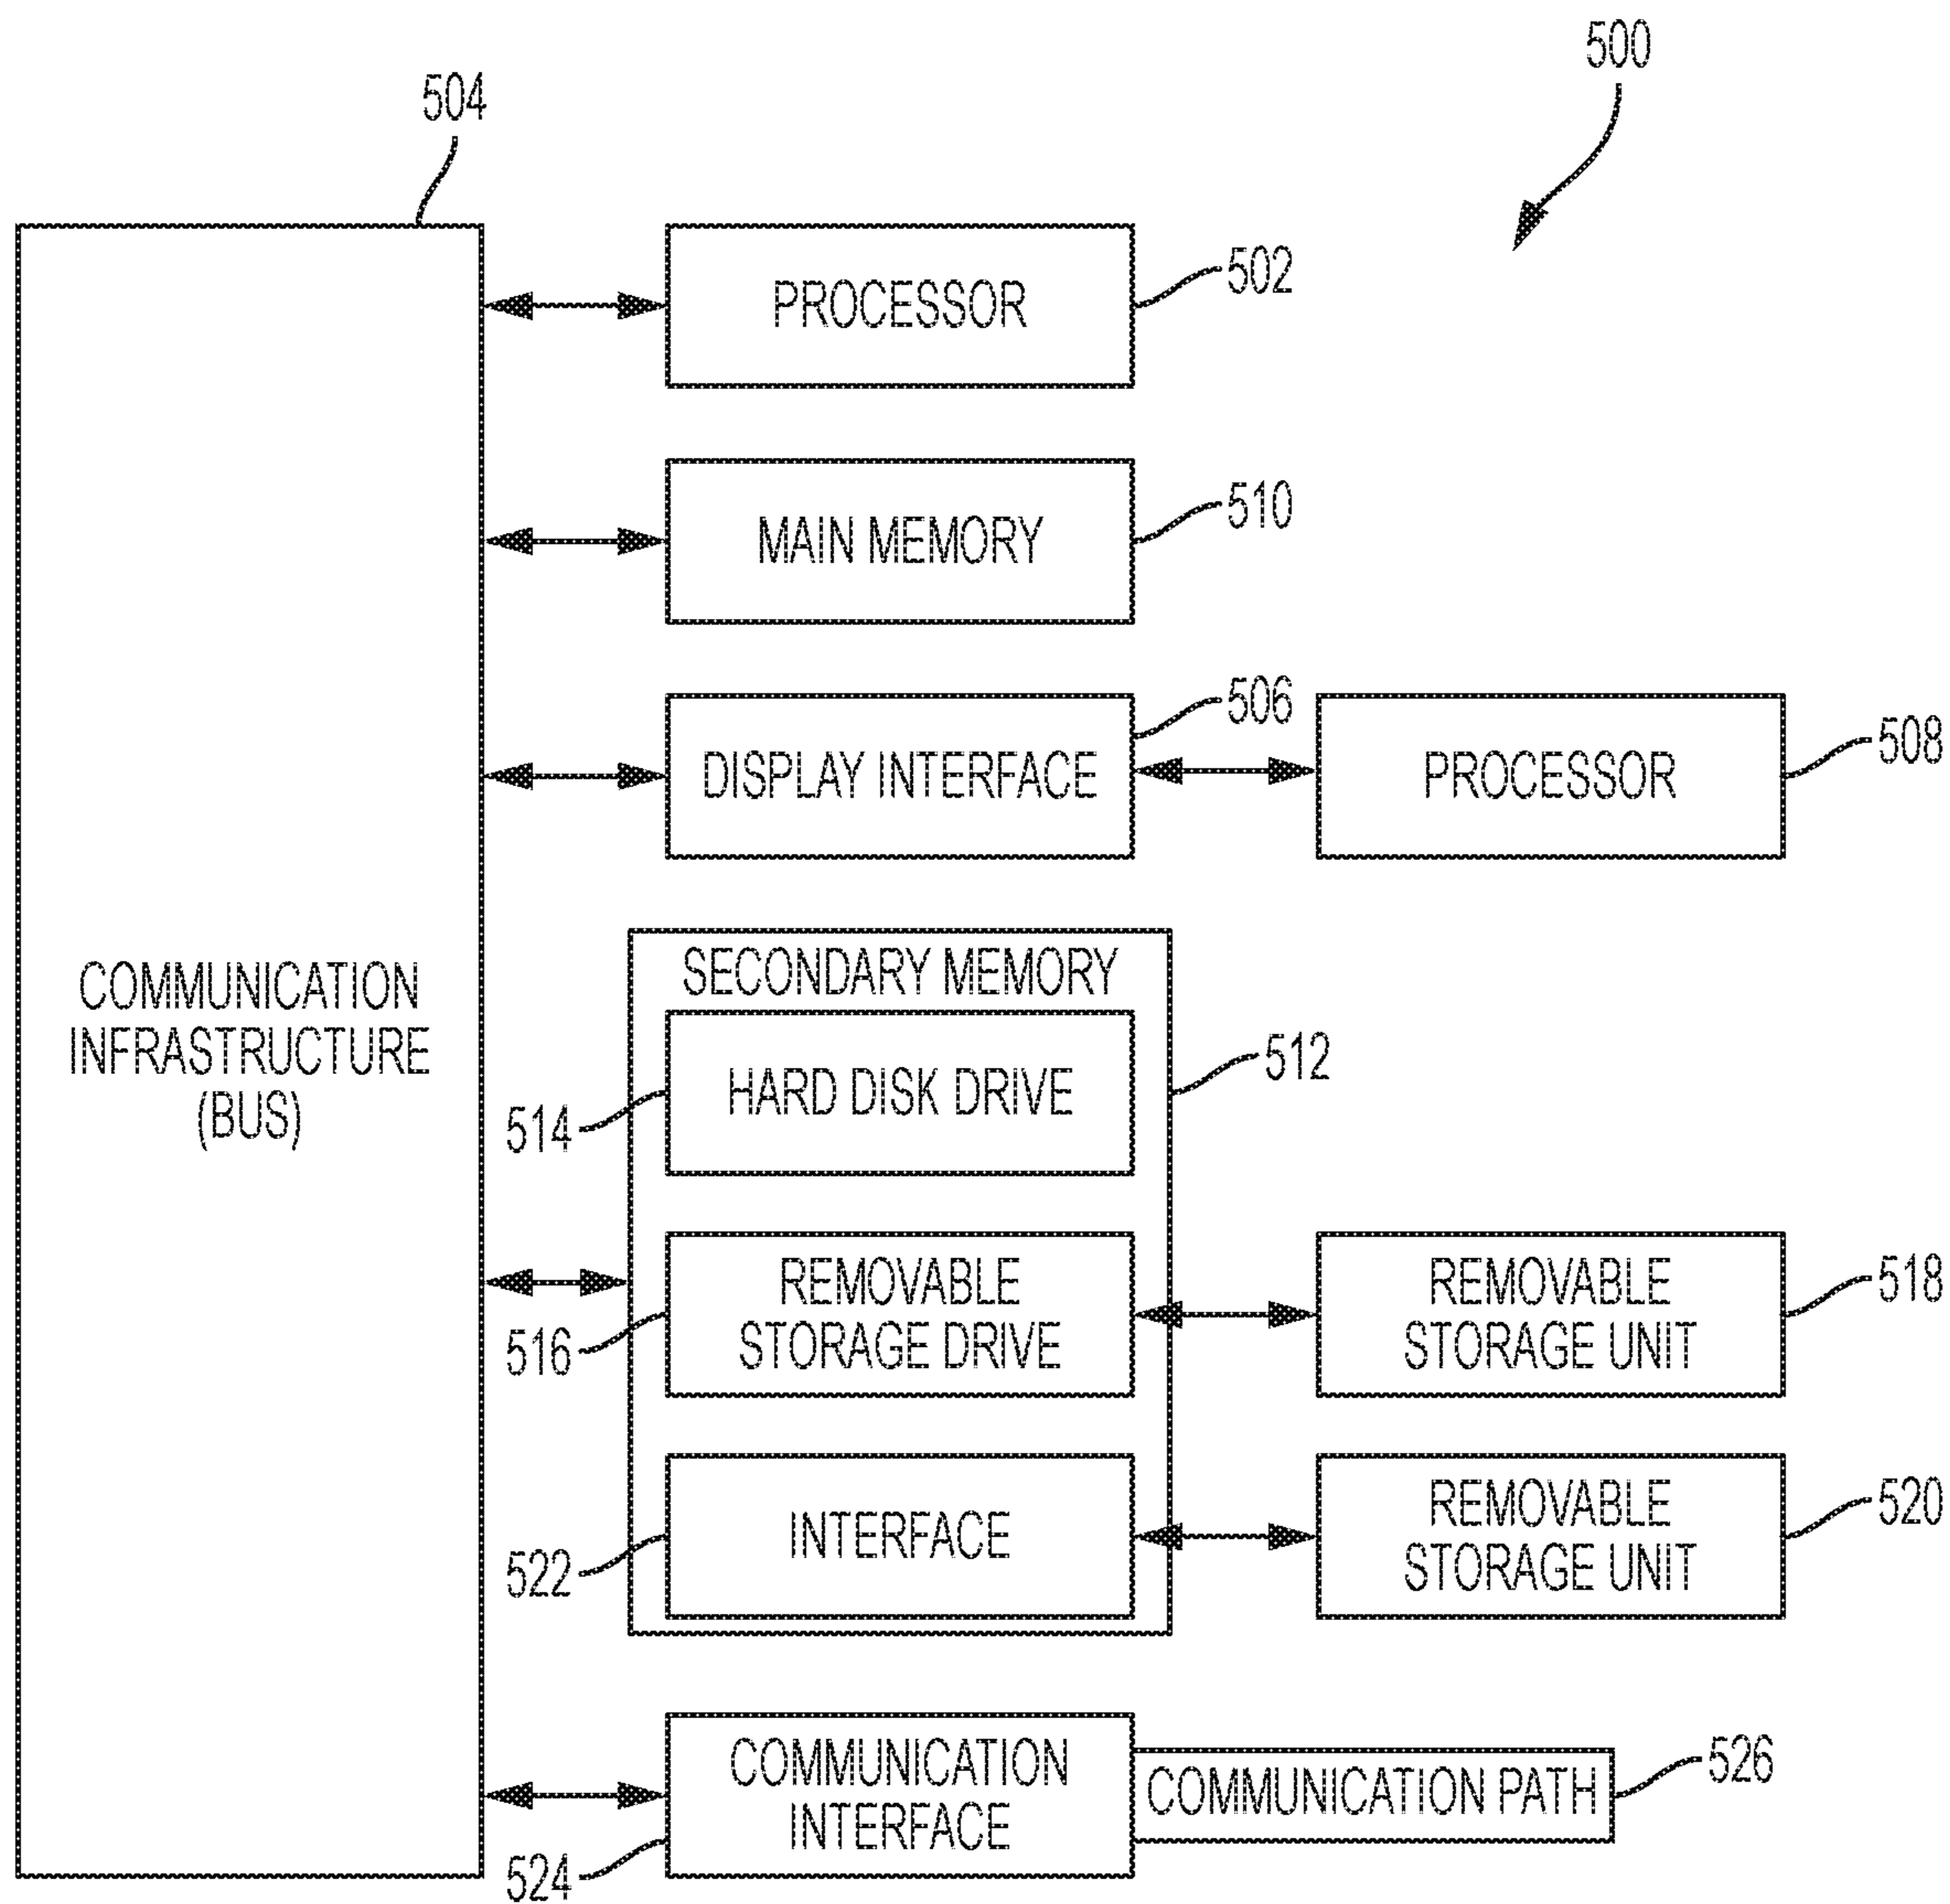 500
504
PROCESSOR
502
MAIN MEMORY
510
DISPLAY INTERFACE
506
PROCESSOR
508
COMMUNICATION
INFRASTRUCTURE
(BUS)
SECONDARY MEMORY
512
HARD DISK DRIVE
514
REMOVABLE
STORAGE DRIVE
516
REMOVABLE
STORAGE UNIT
518
INTERFACE
522
REMOVABLE
STORAGE UNIT
520
COMMUNICATION
INTERFACE
524
COMMUNICATION PATH
526